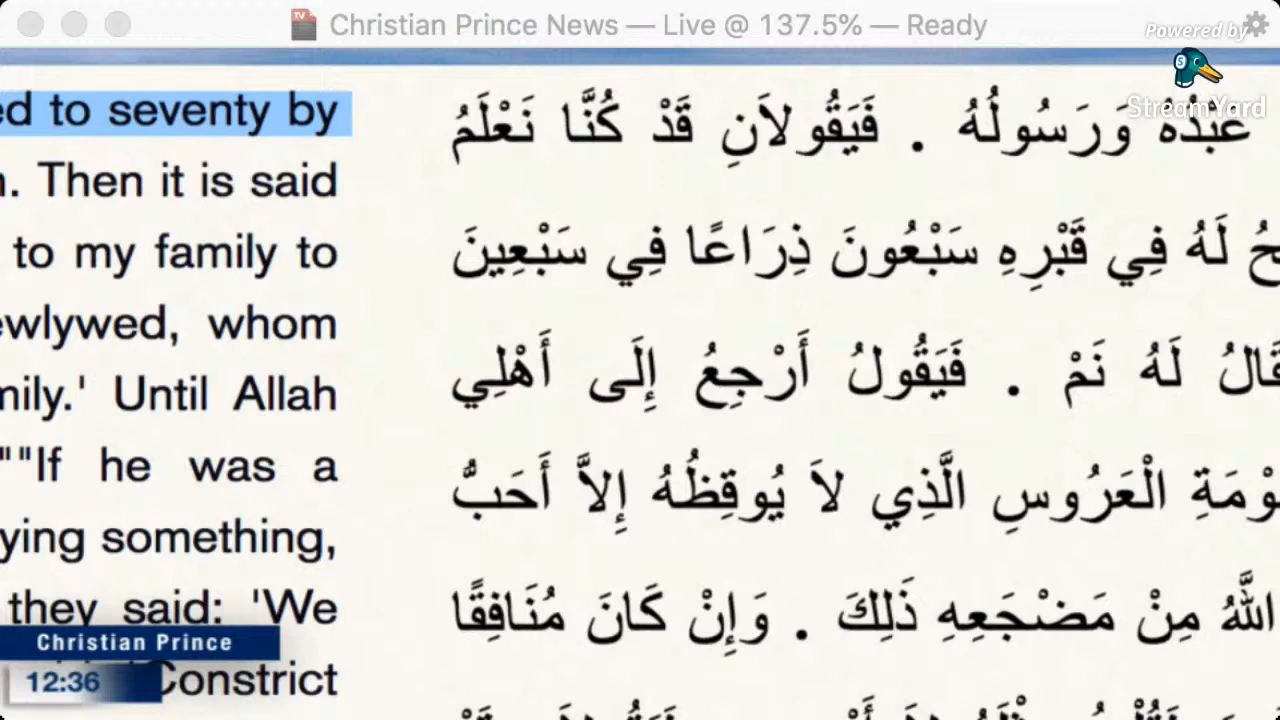 Christian Prince News — Live @ 137.5% — Ready
Powered by
StreamYard
ed to seventy by
Then it is said
to my family to
ewlywed, whom
mily.' Until Allah
""If he was a
ying something,
they said: 'We
Constrict
عَبْدُهُ وَرَسُولُهُ . فَيَقُولاَنِ قَدْ كُنَّا نَعْلَمُ
لَهُ فِي قَبْرِهِ سَبْعُونَ ذِرَاعًا فِي سَبْعِينَ
لَهُ نَمْ . فَيَقُولُ أَرْجِعُ إِلَى أَهْلِي
الْعَرُوسِ الَّذِي لاَ يُوقِظُهُ إِلاَّ أَحَبُّ
اللَّهُ مِنْ مَضْجَعِهِ ذَلِكَ . وَإِنْ كَانَ مُنَافِقًا
Christian Prince
12:36